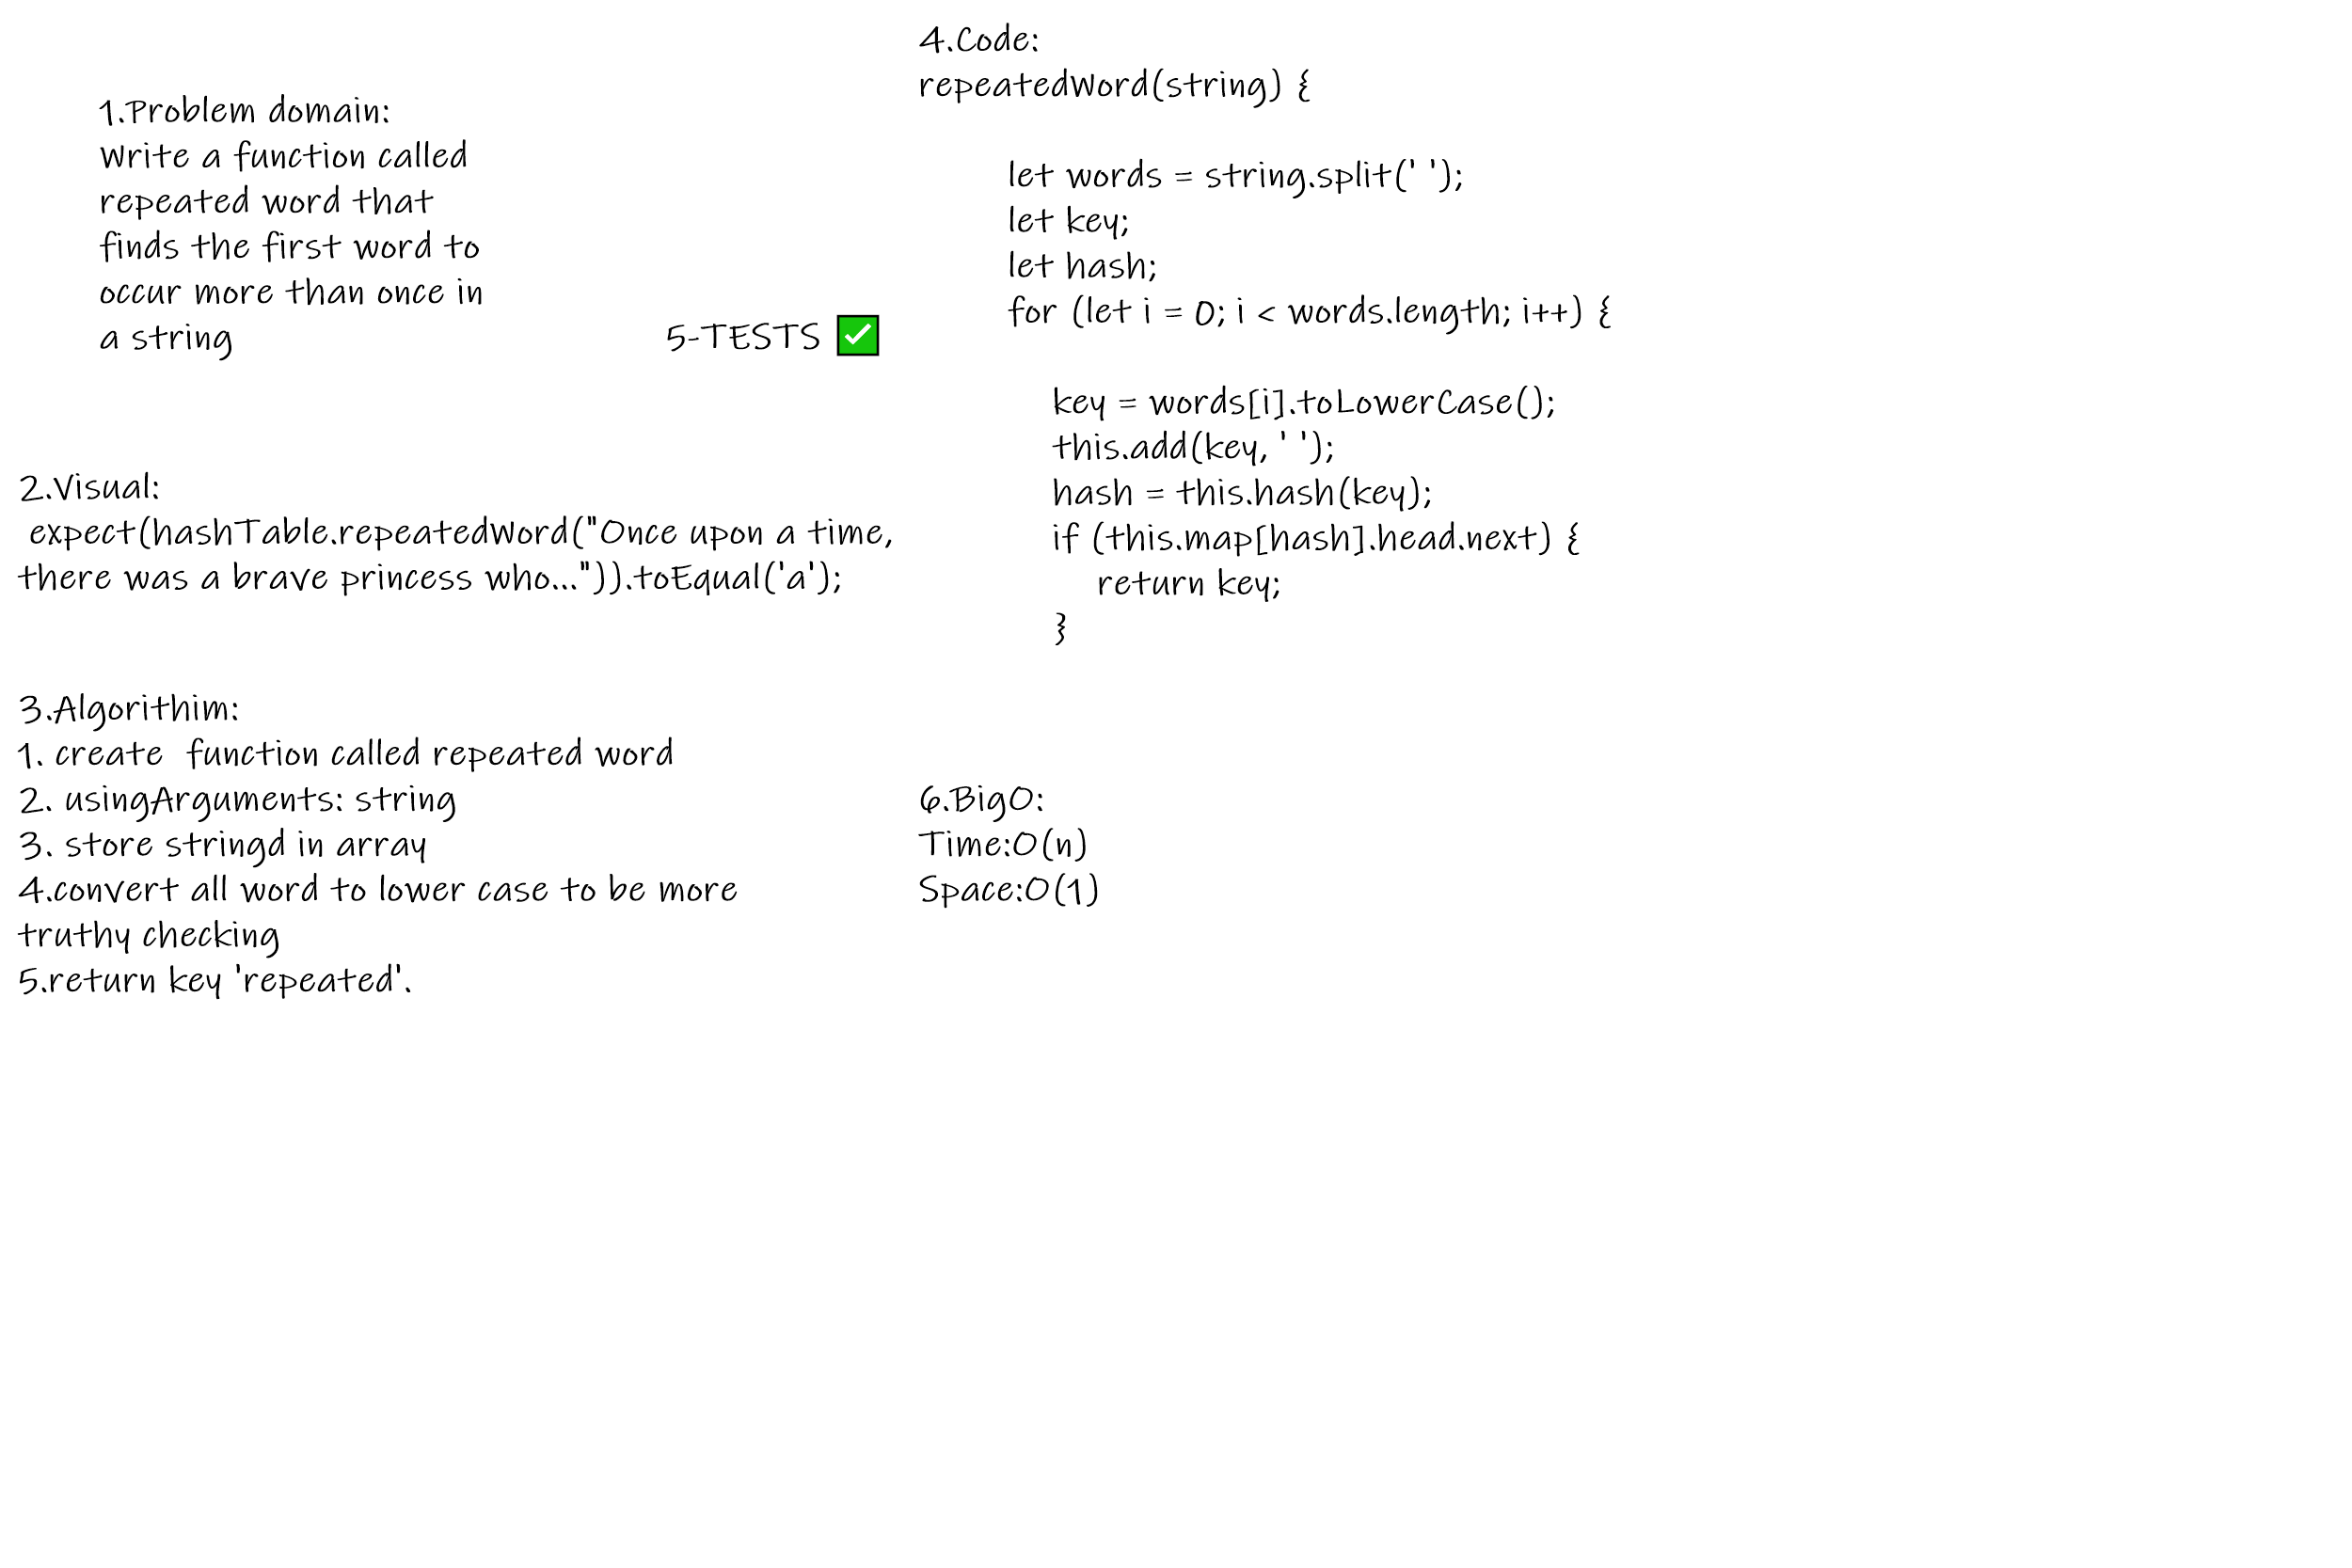 1.Problem domain:
Write a function called
repeated word that
finds the first word to
occur more than once in
a string
5-TESTS ✅
2.Visual:
expect(hashTable.repeatedWord("Once upon a time,
there was a brave princess who...")).toEqual('a');
3.Algorithim:
1. create  function called repeated word
2. usingArguments: string
3. store stringd in array
4.convert all word to lower case to be more
truthy checking
5.return key 'repeated'.
4.Code:
repeatedWord(string) {
let words = string.split(' ');
let key;
let hash;
for (let i = 0; i < words.length; i++) {
key = words[i].toLowerCase();
this.add(key, ' ');
hash = this.hash(key);
if (this.map[hash].head.next) {
return key;
}
6.BigO:
Time:O(n)
Space:O(1)